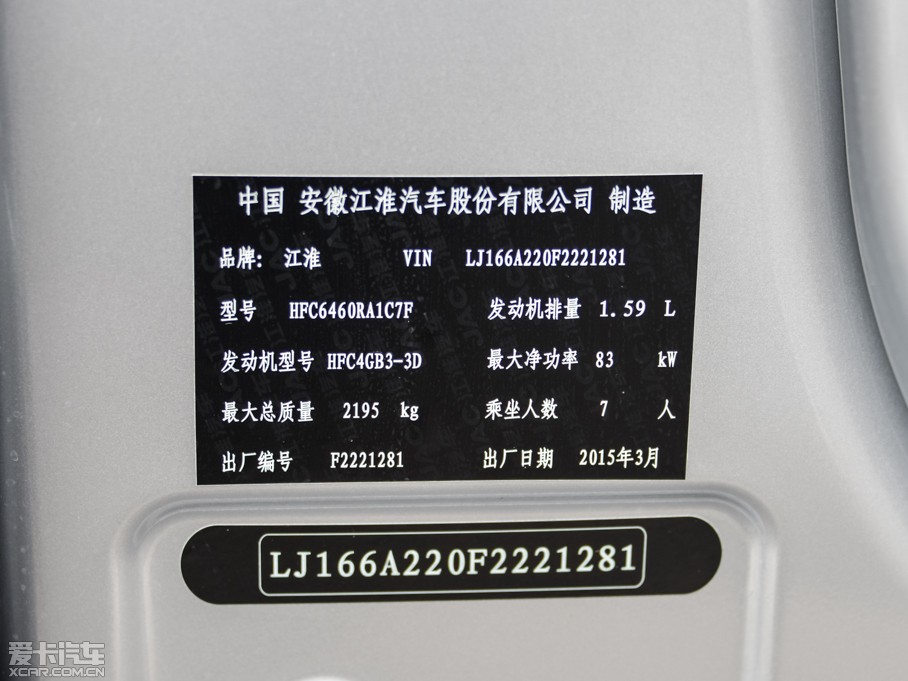 中国 安徽江淮汽车股份有限公司 制造
品牌: 江淮 VIN LJ166A220F2221281
型号 HFC6460RA1C7F 发动机排量 1.59 L
发动机型号 HFC4GB3-3D 最大净功率 83 kW
最大总质量 2195 kg 乘坐人数 7 人
出厂编号 F2221281 出厂日期 2015年3月
LJ166A220F2221281
爱卡汽车
XCAR.COM.CN